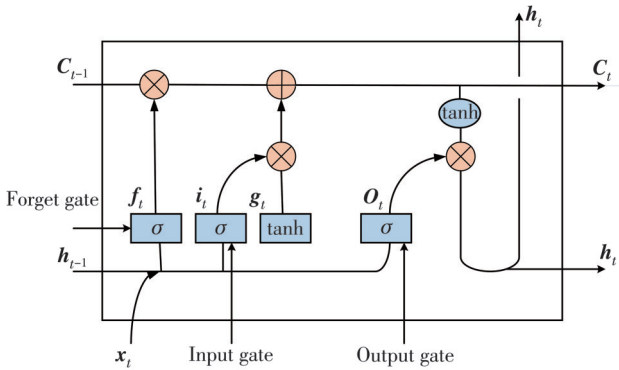 h_t
C_{t-1}
C_t
tanh
f_t
i_t
g_t
O_t
Forget gate
σ
σ
tanh
σ
h_{t-1}
h_t
x_t
Input gate
Output gate